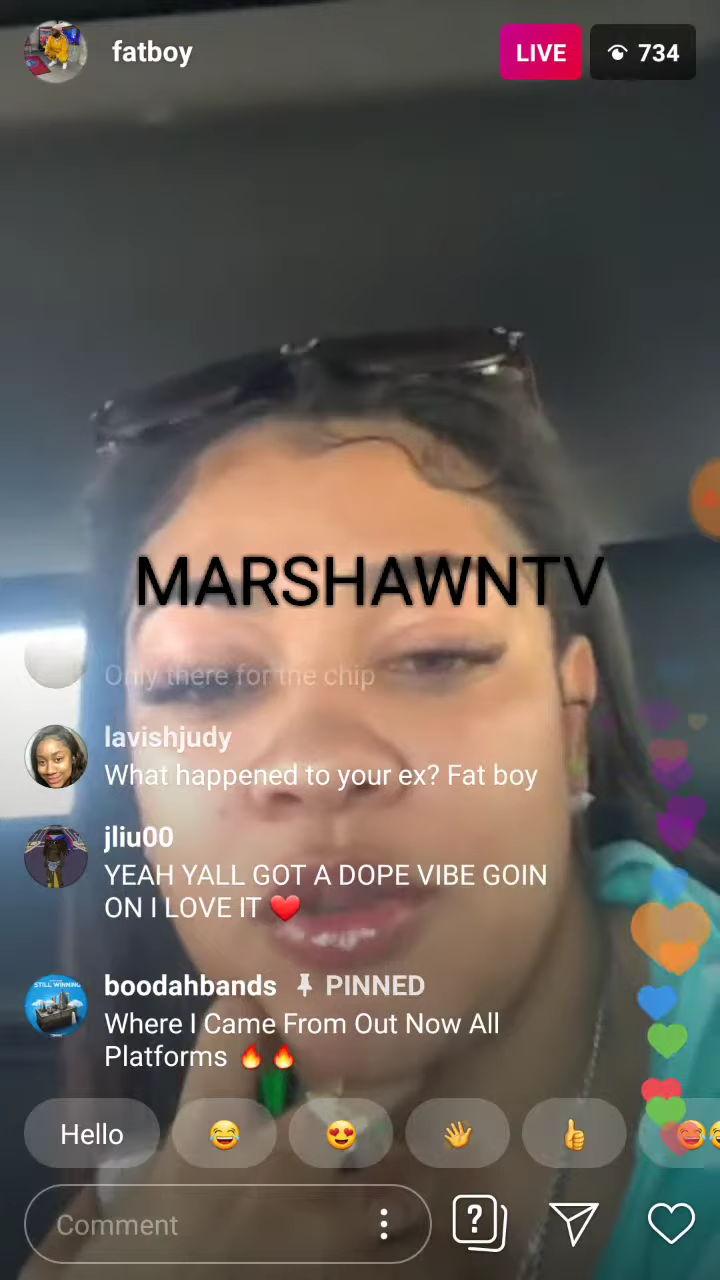 fatboy
LIVE
734
MARSHAWNTV
Only there for the chip
lavishjudy
What happened to your ex? Fat boy
jliu00
YEAH YALL GOT A DOPE VIBE GOIN
ON I LOVE IT ❤️
STILL WINNING
boodahbands PINNED
Where I Came From Out Now All
Platforms 🔥🔥
Hello
Comment